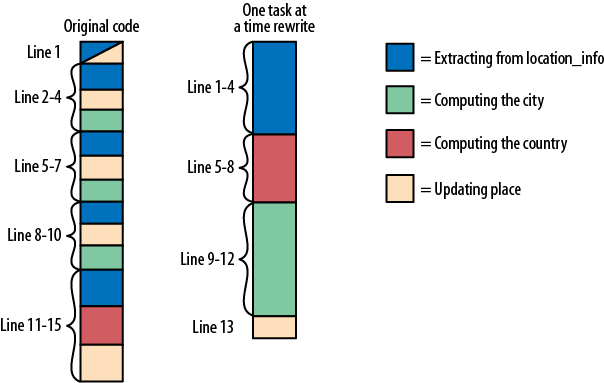 Original code
Line 1
Line 2-4
Line 5-7
Line 8-10
Line 11-15
One task at
a time rewrite
Line 1-4
Line 5-8
Line 9-12
Line 13
= Extracting from location_info
= Computing the city
= Computing the country
= Updating place